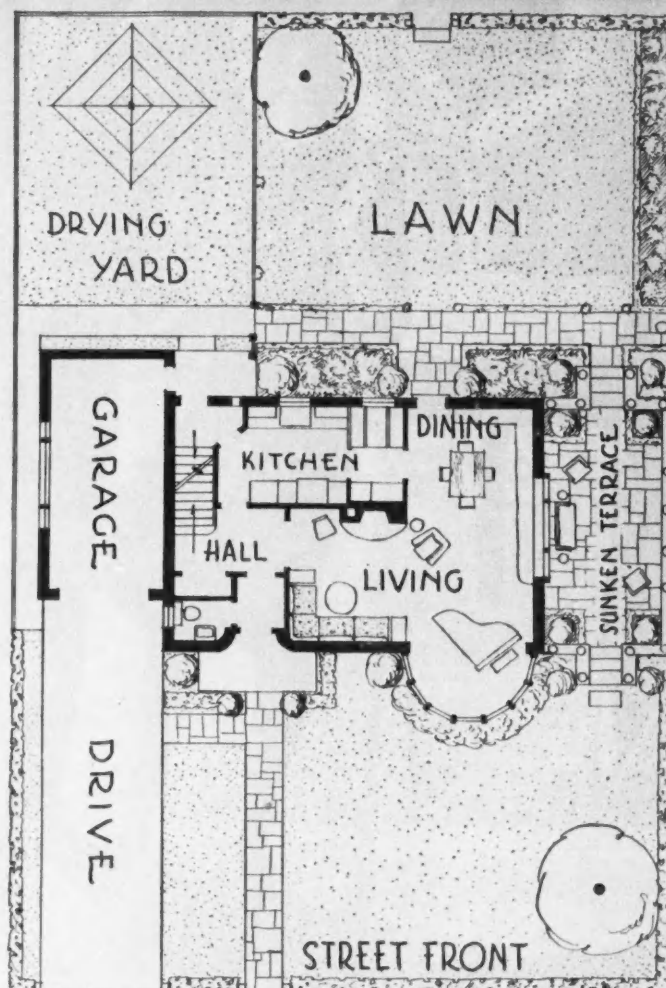 DRYING
YARD
LAWN
GARAGE
DINING
KITCHEN
SUNKEN TERRACE
HALL
LIVING
DRIVE
STREET FRONT